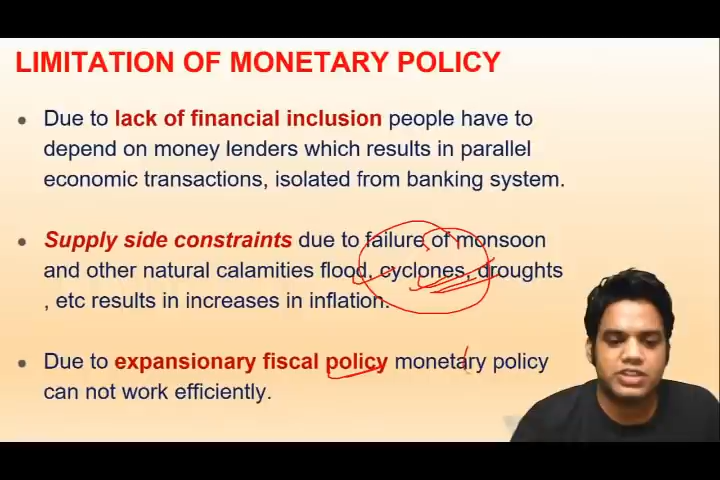 LIMITATION OF MONETARY POLICY
• Due to lack of financial inclusion people have to
depend on money lenders which results in parallel
economic transactions, isolated from banking system.
• Supply side constraints due to failure of monsoon
and other natural calamities flood, cyclones, droughts
, etc results in increases in inflation.
• Due to expansionary fiscal policy monetary policy
can not work efficiently.